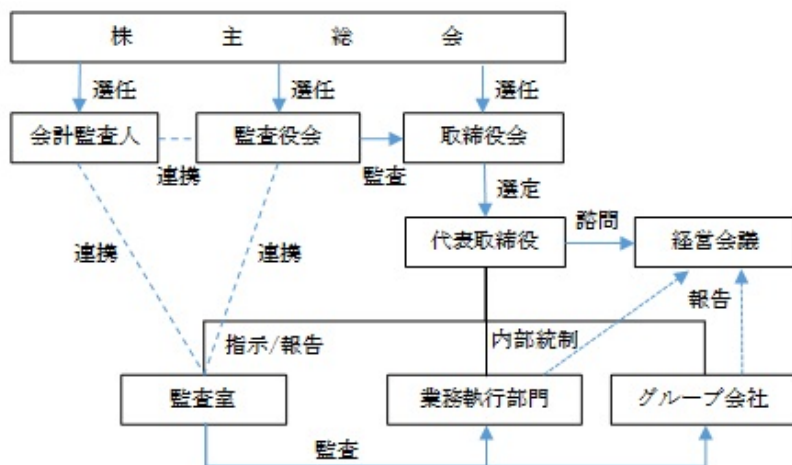 株主総会
選任
選任
選任
会計監査人
監査役会
取締役会
連携
監査
選定
代表取締役
諮問
経営会議
連携
連携
報告
指示/報告
内部統制
監査室
業務執行部門
グループ会社
監査